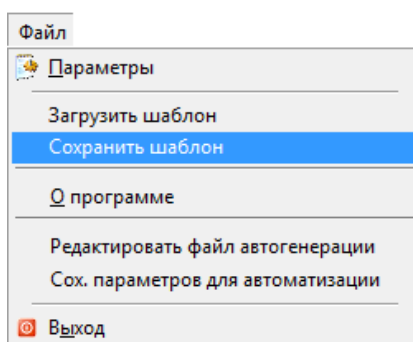 Файл
Параметры
Загрузить шаблон
Сохранить шаблон
О программе
Редактировать файл автогенерации
Сох. параметров для автоматизации
Выход